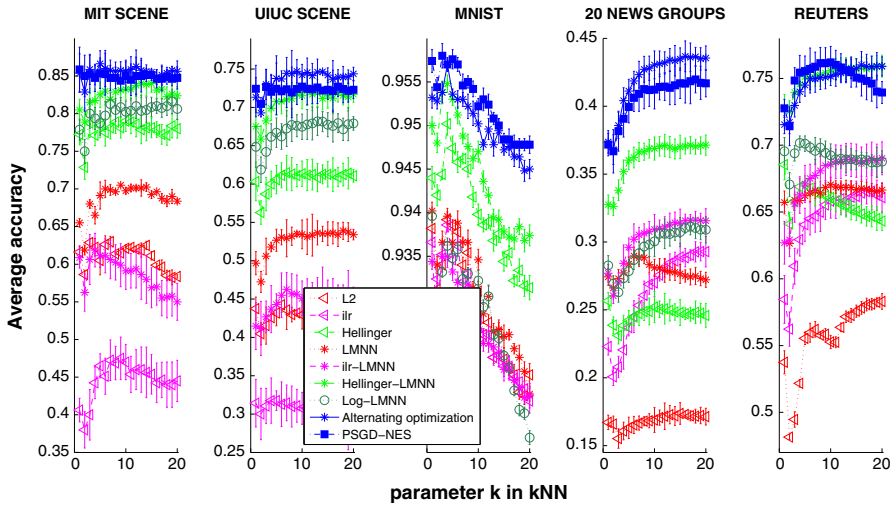 MIT SCENE
UIUC SCENE
MNIST
20 NEWS GROUPS
REUTERS
Average accuracy
0.85
0.8
0.75
0.7
0.65
0.6
0.55
0.5
0.45
0.4
0.35
0 10 20
0.75
0.7
0.65
0.6
0.55
0.5
0.45
0.4
0.35
0.3
0.25
0 10 20
0.955
0.95
0.945
0.94
0.935
0 10 20
0.45
0.4
0.35
0.3
0.25
0.2
0.15
0 10 20
0.75
0.7
0.65
0.6
0.55
0.5
0 10 20
L2
ilr
Hellinger
LMNN
ilr-LMNN
Hellinger-LMNN
Log-LMNN
Alternating optimization
PSGD-NES
parameter k in kNN